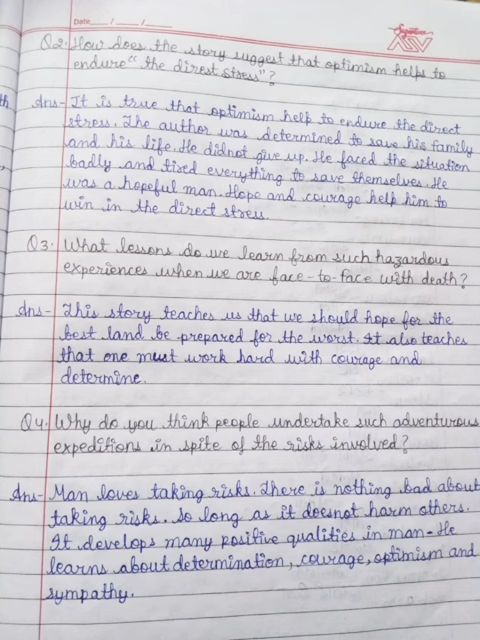 Date / /
Supreme
Q2. How does the story suggest that optimism helps to
endure "the direst stress"?
Ans- It is true that optimism help to endure the direct
stress. The author was determined to save his family
and his life. He didnot give up. He faced the situation
badly and tised everything to save themselves. He
was a hopeful man. Hope and courage help him to
win in the direct stress.
Q3. What lessons do we learn from such hazardous
experiences when we are face-to-face with death?
Ans- This story teaches us that we should hope for the
best land be prepared for the worst. It also teaches
that one must work hard with courage and
determine.
Q4. Why do you think people undertake such adventurous
expeditions in spite of the risks involved?
Ans- Man loves taking risks. There is nothing bad about
taking risks. So long as it doesnot harm others.
It develops many positive qualities in man. He
learns about determination, courage, optimism and
sympathy.